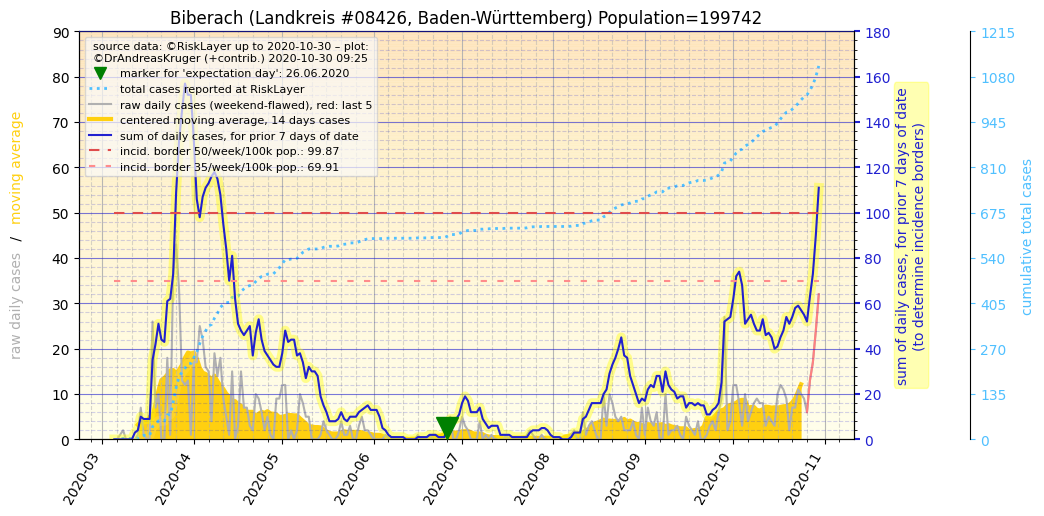 Biberach (Landkreis #08426, Baden-Württemberg) Population=199742
source data: ©RiskLayer up to 2020-10-30 – plot:
©DrAndreasKruger (+contrib.) 2020-10-30 09:25
marker for 'expectation day': 26.06.2020
total cases reported at RiskLayer
raw daily cases (weekend-flawed), red: last 5
centered moving average, 14 days cases
sum of daily cases, for prior 7 days of date
incid. border 50/week/100k pop.: 99.87
incid. border 35/week/100k pop.: 69.91
raw daily cases / moving average
90
80
70
60
50
40
30
20
10
0
180
160
140
120
100
80
60
40
20
0
sum of daily cases, for prior 7 days of date
(to determine incidence borders)
1215
1080
945
810
675
540
405
270
135
0
cumulative total cases
2020-03
2020-04
2020-05
2020-06
2020-07
2020-08
2020-09
2020-10
2020-11